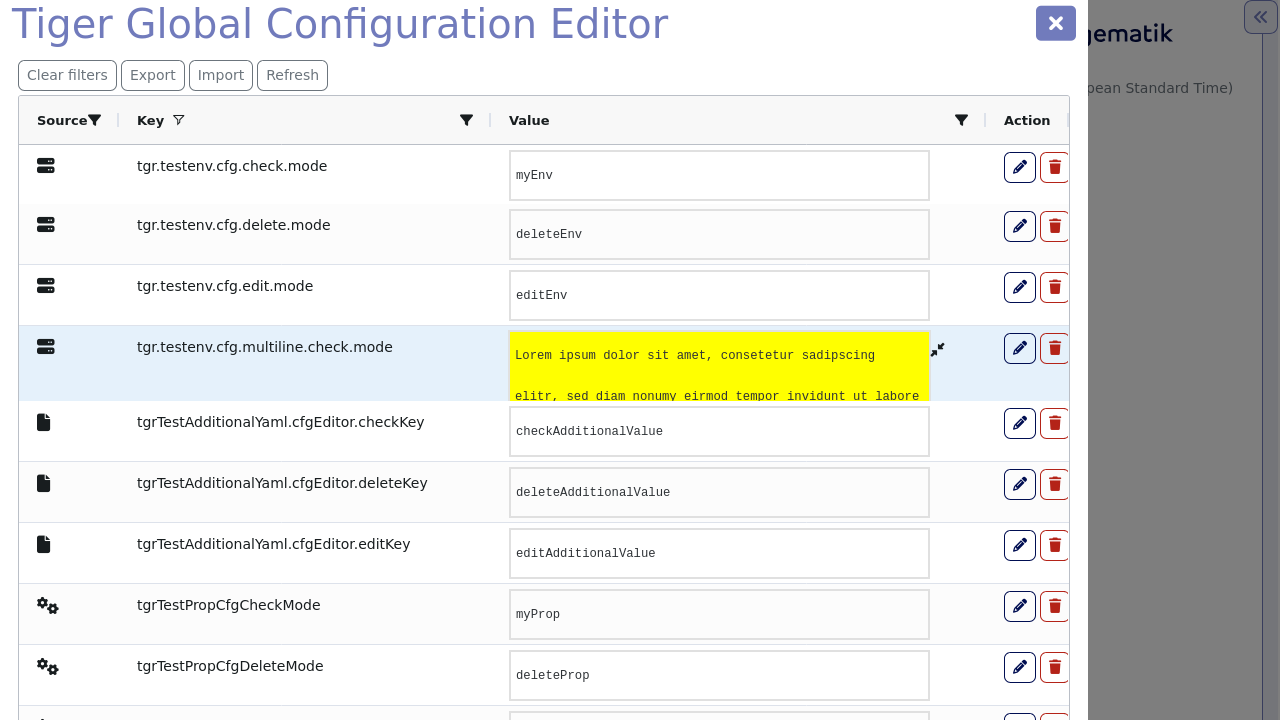 Tiger Global Configuration Editor
gematik
pean Standard Time)
Clear filters Export Import Refresh
Source Key Value Action
tgr.testenv.cfg.check.mode myEnv
tgr.testenv.cfg.delete.mode deleteEnv
tgr.testenv.cfg.edit.mode editEnv
tgr.testenv.cfg.multiline.check.mode Lorem ipsum dolor sit amet, consetetur sadipscing
elitr, sed diam nonumy eirmod tempor invidunt ut labore
tgrTestAdditionalYaml.cfgEditor.checkKey checkAdditionalValue
tgrTestAdditionalYaml.cfgEditor.deleteKey deleteAdditionalValue
tgrTestAdditionalYaml.cfgEditor.editKey editAdditionalValue
tgrTestPropCfgCheckMode myProp
tgrTestPropCfgDeleteMode deleteProp